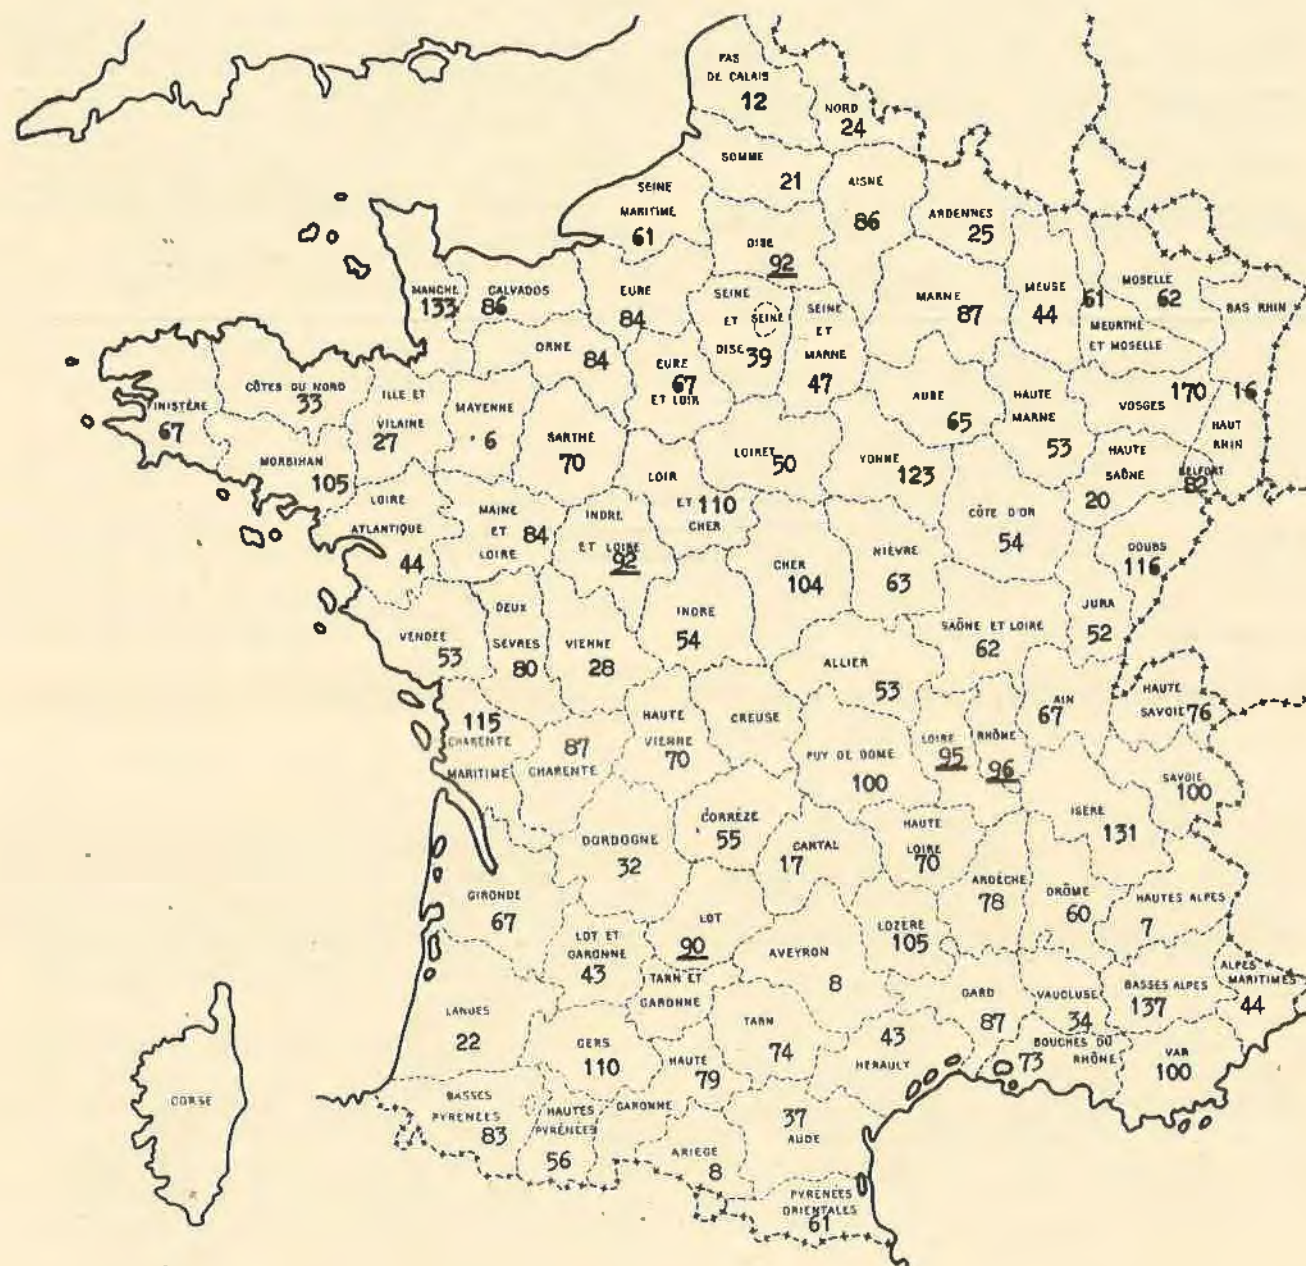 PAS
DE CALAIS
12
NORD
24
SOMME
21
SEINE
MARITIME
61
AISNE
86
ARDENNES
25
OISE
92
MANCHE
133
CALVADOS
86
EURE
84
SEINE
ET
OISE 39
SEINE
SEINE
ET
MARNE
47
MARNE
87
MEUSE
44
61
MEURTHE
ET MOSELLE
MOSELLE
62
BAS RHIN
ORNE
84
EURE
67
ET LOIR
FINISTÈRE
67
CÔTES DU NORD
33
MORBIHAN
105
ILLE ET
VILAINE
27
MAYENNE
6
SARTHE
70
LOIRET
50
YONNE
123
AUBE
65
HAUTE
MARNE
53
VOSGES
170
16
HAUT
RHIN
HAUTE
SAÔNE
20
BELFORT
82
LOIRE
ATLANTIQUE
44
MAINE
ET
LOIRE
84
INDRE
ET LOIRE
92
LOIR
ET 110
CHER
CHER
104
NIÈVRE
63
CÔTE D'OR
54
DOUBS
116
JURA
52
VENDEE
53
DEUX
SEVRES
80
VIENNE
28
INDRE
54
ALLIER
53
SAÔNE ET LOIRE
62
115
CHARENTE
MARITIME
87
CHARENTE
HAUTE
VIENNE
70
CREUSE
PUY DE DOME
100
LOIRE
95
RHÔNE
96
AIN
67
HAUTE
SAVOIE 76
SAVOIE
100
ISERE
131
DORDOGNE
32
CORRÈZE
55
CANTAL
17
HAUTE
LOIRE
70
ARDÈCHE
78
DRÔME
60
HAUTES ALPES
7
GIRONDE
67
LOT ET
GARONNE
43
LOT
90
AVEYRON
8
LOZERE
105
TARN ET
GARONNE
LANDES
22
GERS
110
HAUTE
79
GARONNE
TARN
74
43
HERAULT
GARD
87
VAUCLUSE
34
BASSES ALPES
137
ALPES
MARITIMES
44
73
BOUCHES DU
RHÔNE
VAR
100
CORSE
BASSES
PYRENÉES
83
HAUTES
PYRÉNÉES
56
ARIEGE
8
37
AUDE
PYRENEES
ORIENTALES
61